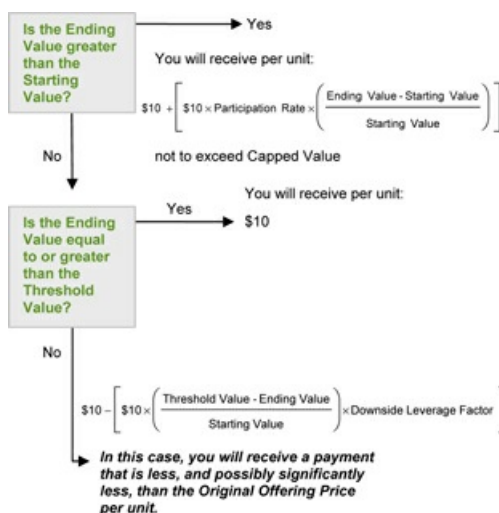 Is the Ending
Value greater
than the
Starting
Value?
Yes
You will receive per unit:
$10 + [ $10 × Participation Rate × ( Ending Value - Starting Value / Starting Value ) ]
No
not to exceed Capped Value
You will receive per unit:
Is the Ending
Value equal
to or greater
than the
Threshold
Value?
Yes
$10
No
$10 – [ $10 × ( Threshold Value - Ending Value / Starting Value ) × Downside Leverage Factor ]
In this case, you will receive a payment
that is less, and possibly significantly
less, than the Original Offering Price
per unit.